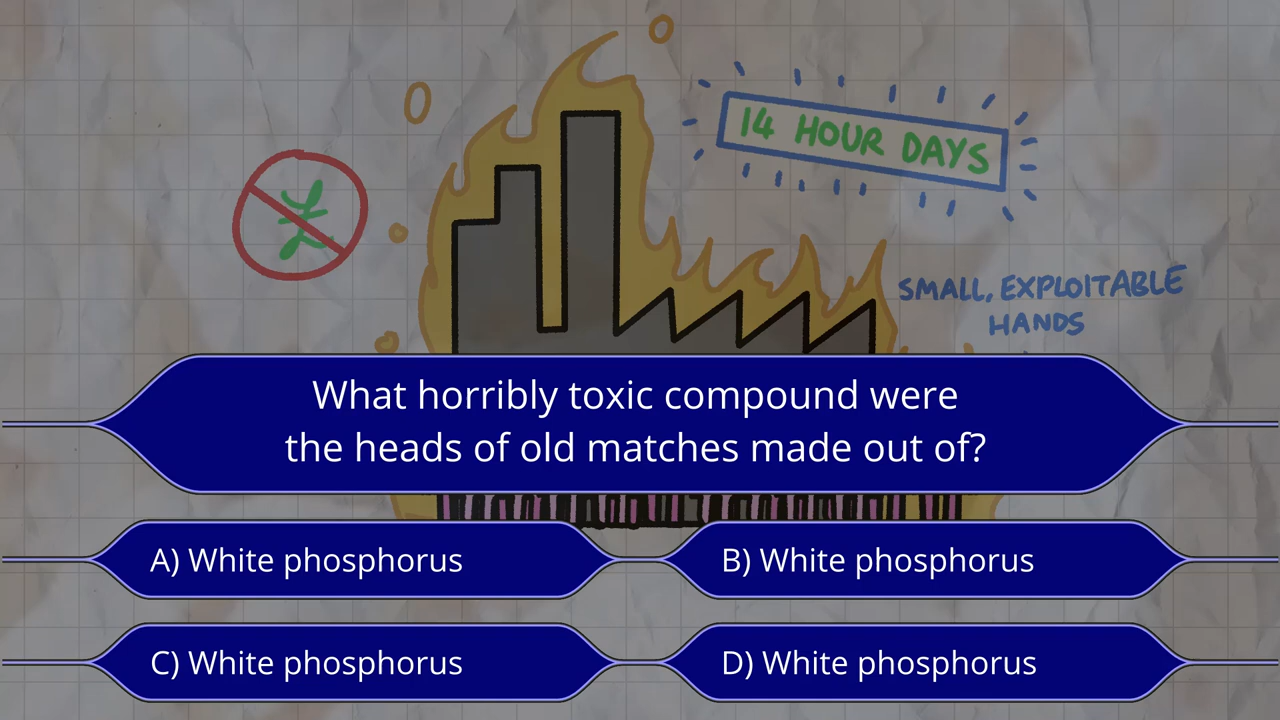 14 HOUR DAYS
SMALL, EXPLOITABLE
HANDS
What horribly toxic compound were
the heads of old matches made out of?
A) White phosphorus
B) White phosphorus
C) White phosphorus
D) White phosphorus